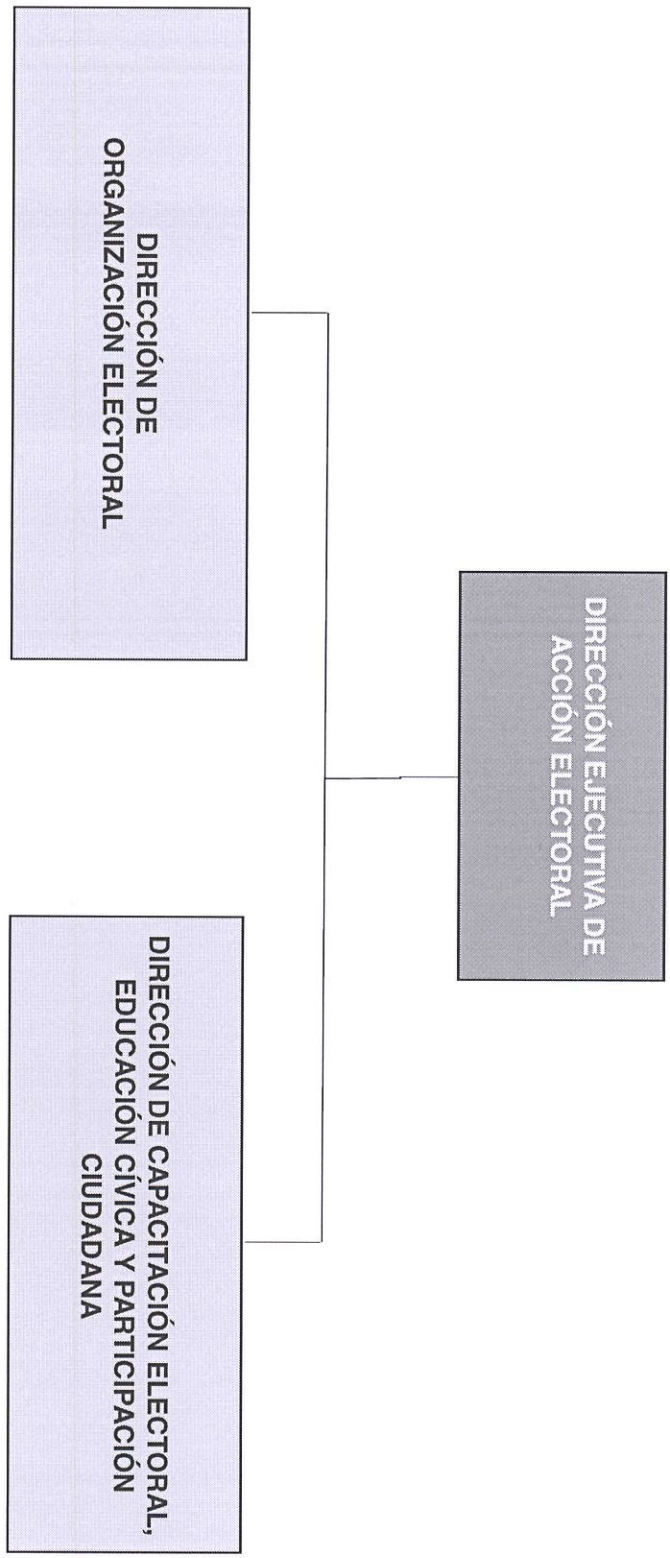 DIRECCIÓN EJECUTIVA DE
ACCIÓN ELECTORAL
DIRECCIÓN DE
ORGANIZACIÓN ELECTORAL
DIRECCIÓN DE CAPACITACIÓN ELECTORAL,
EDUCACIÓN CÍVICA Y PARTICIPACIÓN
CIUDADANA